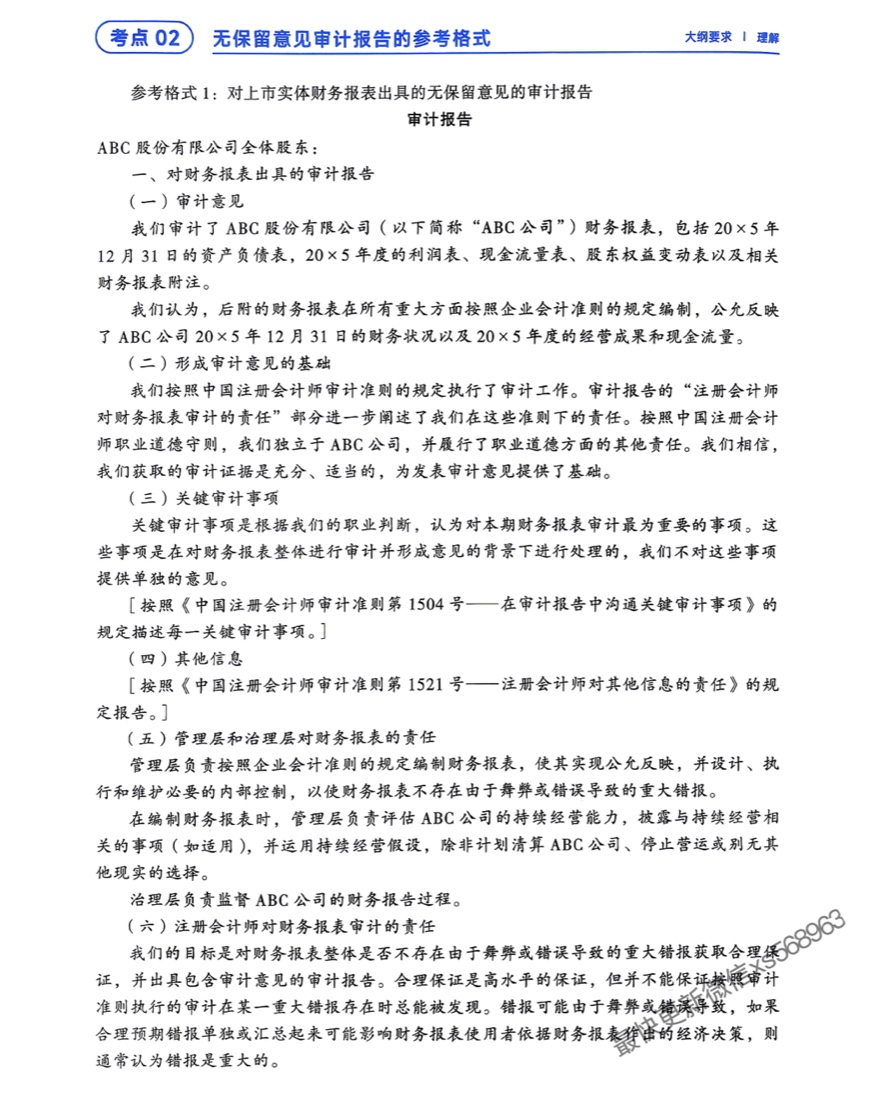 考点 02 无保留意见审计报告的参考格式 大纲要求 | 理解
参考格式 1：对上市实体财务报表出具的无保留意见的审计报告
审计报告
ABC 股份有限公司全体股东：
一、对财务报表出具的审计报告
（一）审计意见
我们审计了 ABC 股份有限公司（以下简称“ABC 公司”）财务报表，包括 20×5 年
12 月 31 日的资产负债表，20×5 年度的利润表、现金流量表、股东权益变动表以及相关
财务报表附注。
我们认为，后附的财务报表在所有重大方面按照企业会计准则的规定编制，公允反映
了 ABC 公司 20×5 年 12 月 31 日的财务状况以及 20×5 年度的经营成果和现金流量。
（二）形成审计意见的基础
我们按照中国注册会计师审计准则的规定执行了审计工作。审计报告的“注册会计师
对财务报表审计的责任”部分进一步阐述了我们在这些准则下的责任。按照中国注册会计
师职业道德守则，我们独立于 ABC 公司，并履行了职业道德方面的其他责任。我们相信，
我们获取的审计证据是充分、适当的，为发表审计意见提供了基础。
（三）关键审计事项
关键审计事项是根据我们的职业判断，认为对本期财务报表审计最为重要的事项。这
些事项是在对财务报表整体进行审计并形成意见的背景下进行处理的，我们不对这些事项
提供单独的意见。
［按照《中国注册会计师审计准则第 1504 号——在审计报告中沟通关键审计事项》的
规定描述每一关键审计事项。］
（四）其他信息
［按照《中国注册会计师审计准则第 1521 号——注册会计师对其他信息的责任》的规
定报告。］
（五）管理层和治理层对财务报表的责任
管理层负责按照企业会计准则的规定编制财务报表，使其实现公允反映，并设计、执
行和维护必要的内部控制，以使财务报表不存在由于舞弊或错误导致的重大错报。
在编制财务报表时，管理层负责评估 ABC 公司的持续经营能力，披露与持续经营相
关的事项（如适用），并运用持续经营假设，除非计划清算 ABC 公司、停止营运或别无其
他现实的选择。
治理层负责监督 ABC 公司的财务报告过程。
（六）注册会计师对财务报表审计的责任
我们的目标是对财务报表整体是否不存在由于舞弊或错误导致的重大错报获取合理保
证，并出具包含审计意见的审计报告。合理保证是高水平的保证，但并不能保证按照审计
准则执行的审计在某一重大错报存在时总能被发现。错报可能由于舞弊或错误导致，如果
合理预期错报单独或汇总起来可能影响财务报表使用者依据财务报表作出的经济决策，则
通常认为错报是重大的。
最快更新微信xs568963